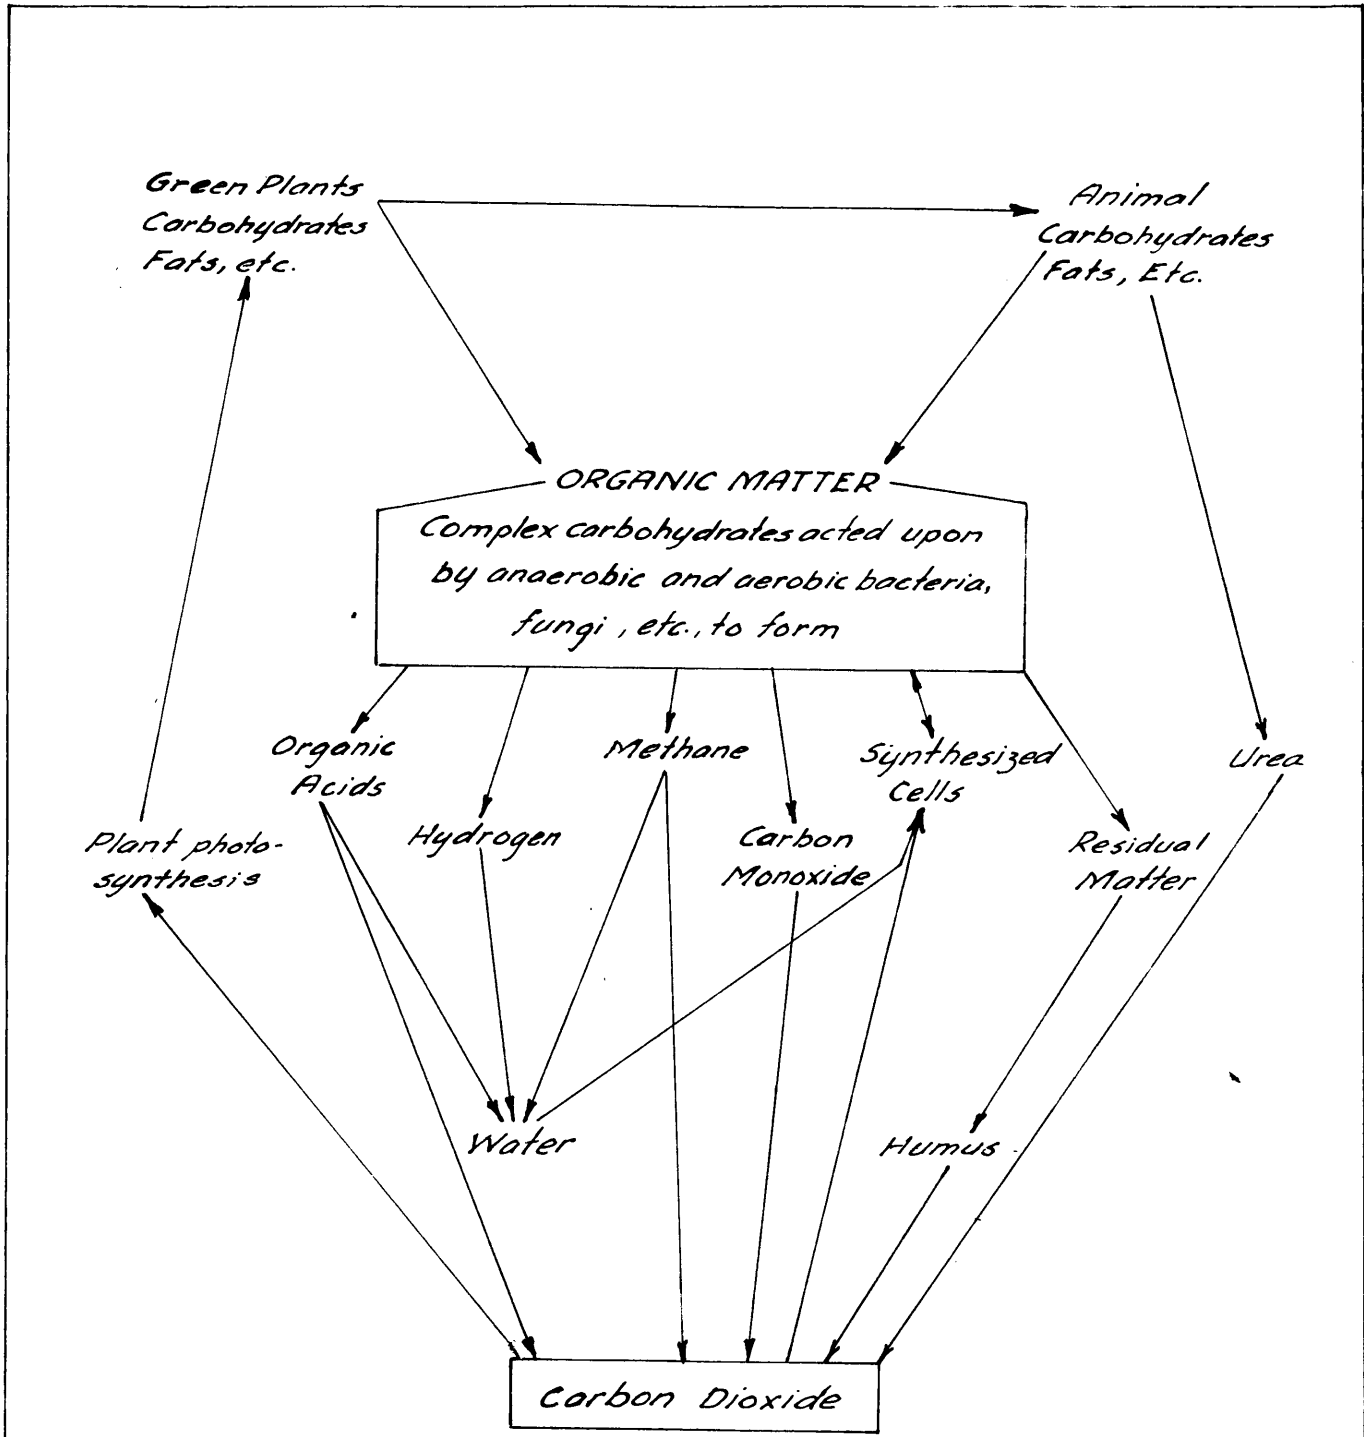 Green Plants
Carbohydrates
Fats, etc.
Animal
Carbohydrates
Fats, Etc.
ORGANIC MATTER
Complex carbohydrates acted upon
by anaerobic and aerobic bacteria,
fungi, etc., to form
Organic
Acids
Methane
Synthesized
Cells
Urea
Plant photo-
synthesis
Hydrogen
Carbon
Monoxide
Residual
Matter
Water
Humus
Carbon Dioxide